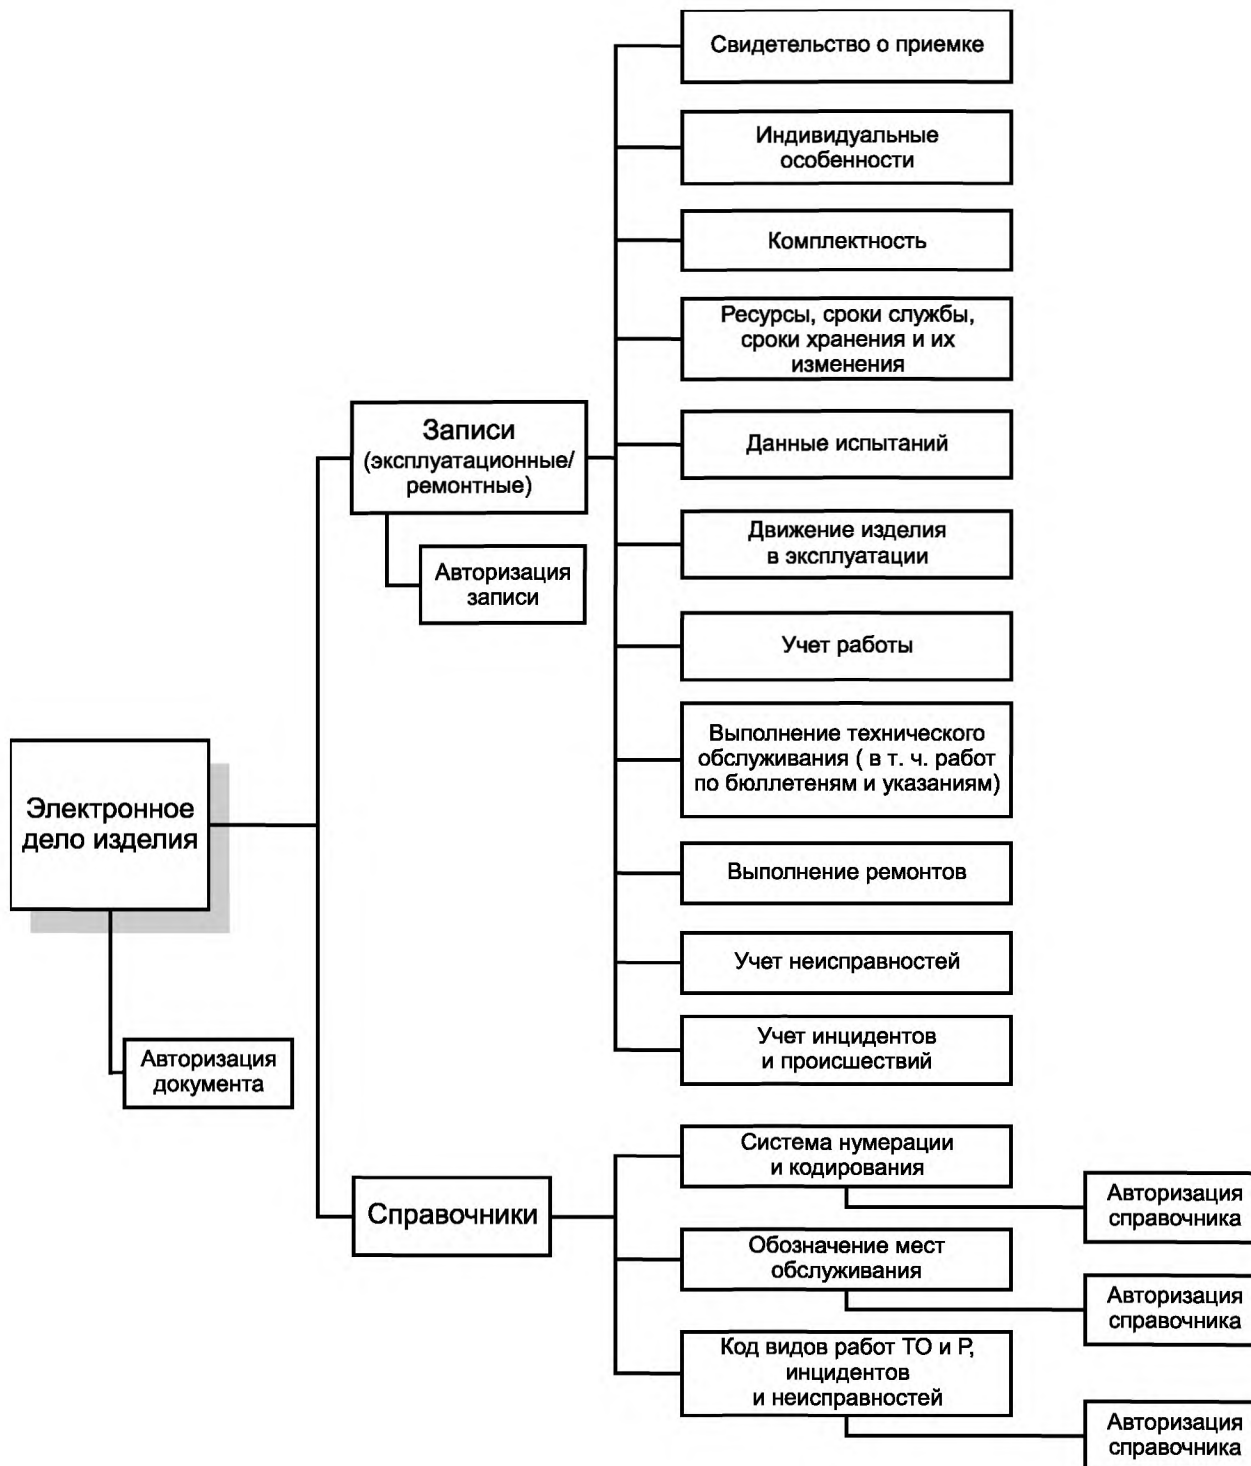 Свидетельство о приемке
Индивидуальные
особенности
Комплектность
Ресурсы, сроки службы,
сроки хранения и их
изменения
Записи
(эксплуатационные/
ремонтные)
Данные испытаний
Движение изделия
в эксплуатации
Авторизация
записи
Учет работы
Выполнение технического
обслуживания ( в т. ч. работ
по бюллетеням и указаниям)
Электронное
дело изделия
Выполнение ремонтов
Учет неисправностей
Учет инцидентов
и происшествий
Авторизация
документа
Система нумерации
и кодирования
Авторизация
справочника
Справочники
Обозначение мест
обслуживания
Авторизация
справочника
Код видов работ ТО и Р,
инцидентов
и неисправностей
Авторизация
справочника